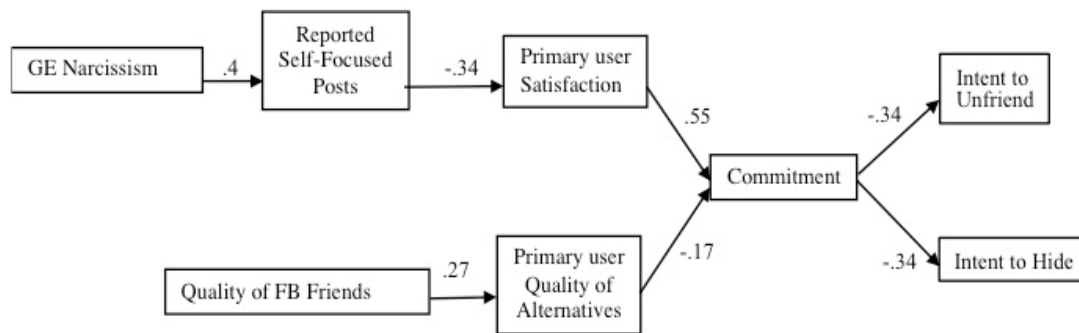 GE Narcissism
.4
Reported
Self-Focused
Posts
-.34
Primary user
Satisfaction
.55
Commitment
-.34
Intent to
Unfriend
-.34
Intent to Hide
Quality of FB Friends
.27
Primary user
Quality of
Alternatives
-.17